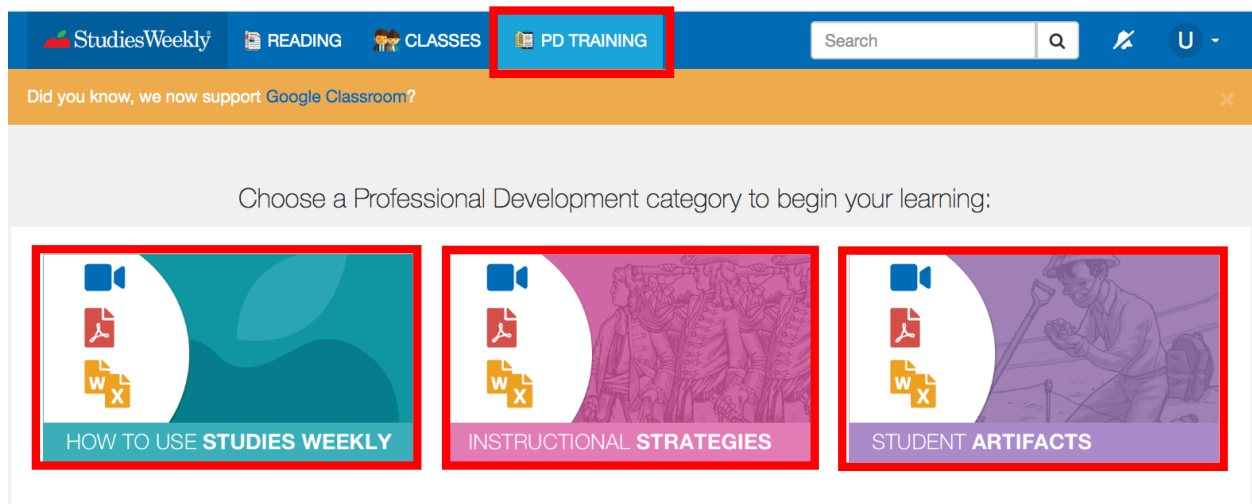 StudiesWeekly READING CLASSES PD TRAINING Search U
Did you know, we now support Google Classroom? ×
Choose a Professional Development category to begin your learning:
W X W X W X
HOW TO USE STUDIES WEEKLY INSTRUCTIONAL STRATEGIES STUDENT ARTIFACTS